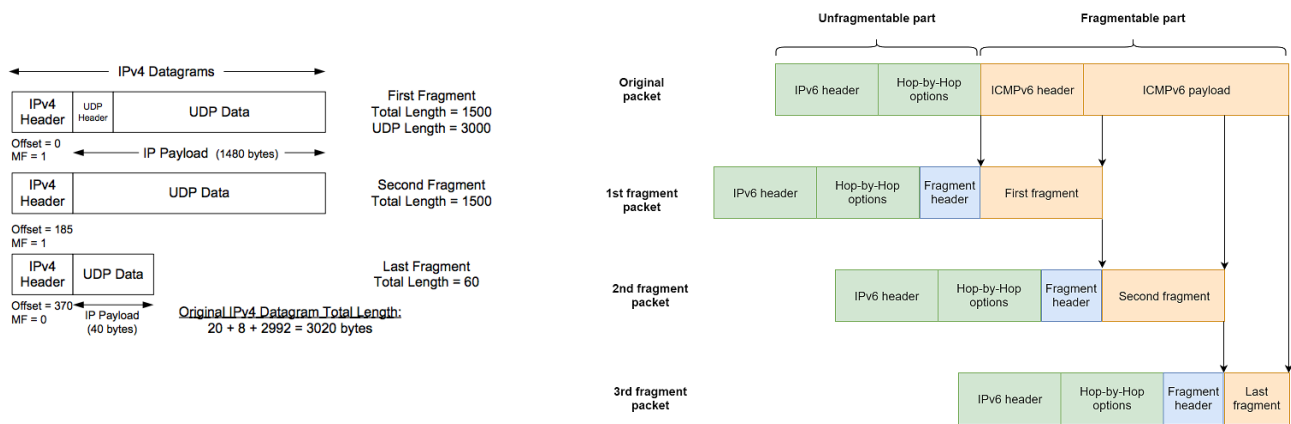 IPv4 Datagrams
IPv4
Header
UDP
Header
UDP Data
First Fragment
Total Length = 1500
UDP Length = 3000
Offset = 0
MF = 1
IP Payload (1480 bytes)
IPv4
Header
UDP Data
Second Fragment
Total Length = 1500
Offset = 185
MF = 1
IPv4
Header
UDP Data
Last Fragment
Total Length = 60
Offset = 370
MF = 0
IP Payload
(40 bytes)
Original IPv4 Datagram Total Length:
20 + 8 + 2992 = 3020 bytes
Unfragmentable part
Fragmentable part
Original
packet
IPv6 header
Hop-by-Hop
options
ICMPv6 header
ICMPv6 payload
1st fragment
packet
IPv6 header
Hop-by-Hop
options
Fragment
header
First fragment
2nd fragment
packet
IPv6 header
Hop-by-Hop
options
Fragment
header
Second fragment
3rd fragment
packet
IPv6 header
Hop-by-Hop
options
Fragment
header
Last
fragment